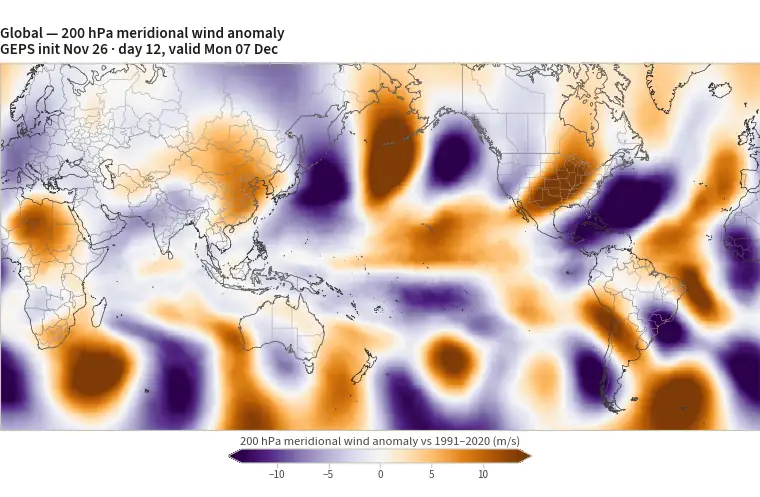 Global — 200 hPa meridional wind anomaly
GEPS init Nov 26 · day 12, valid Mon 07 Dec
200 hPa meridional wind anomaly vs 1991–2020 (m/s)
−10 −5 0 5 10